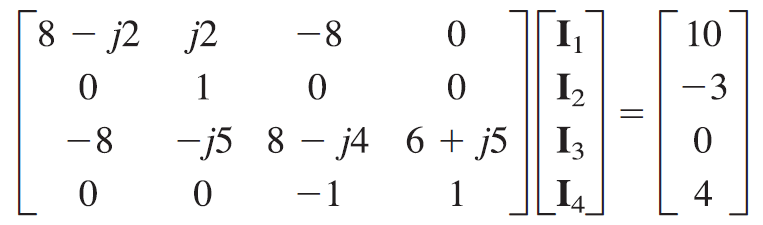 8 − j2 j2 −8 0 I₁ 10
0 1 0 0 I₂ = −3
−8 −j5 8 − j4 6 + j5 I₃ 0
0 0 −1 1 I₄ 4